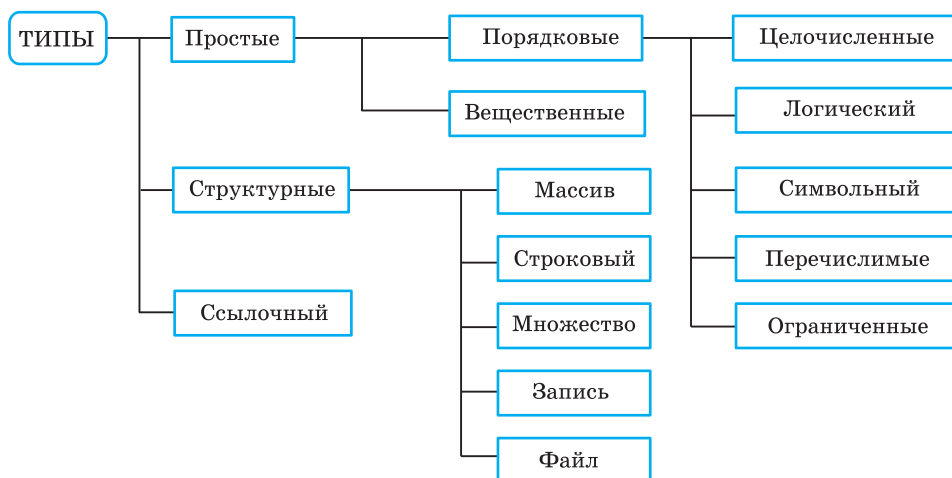 ТИПЫ
Простые
Порядковые
Целочисленные
Логический
Символьный
Перечислимые
Ограниченные
Вещественные
Структурные
Массив
Строковый
Множество
Запись
Файл
Ссылочный